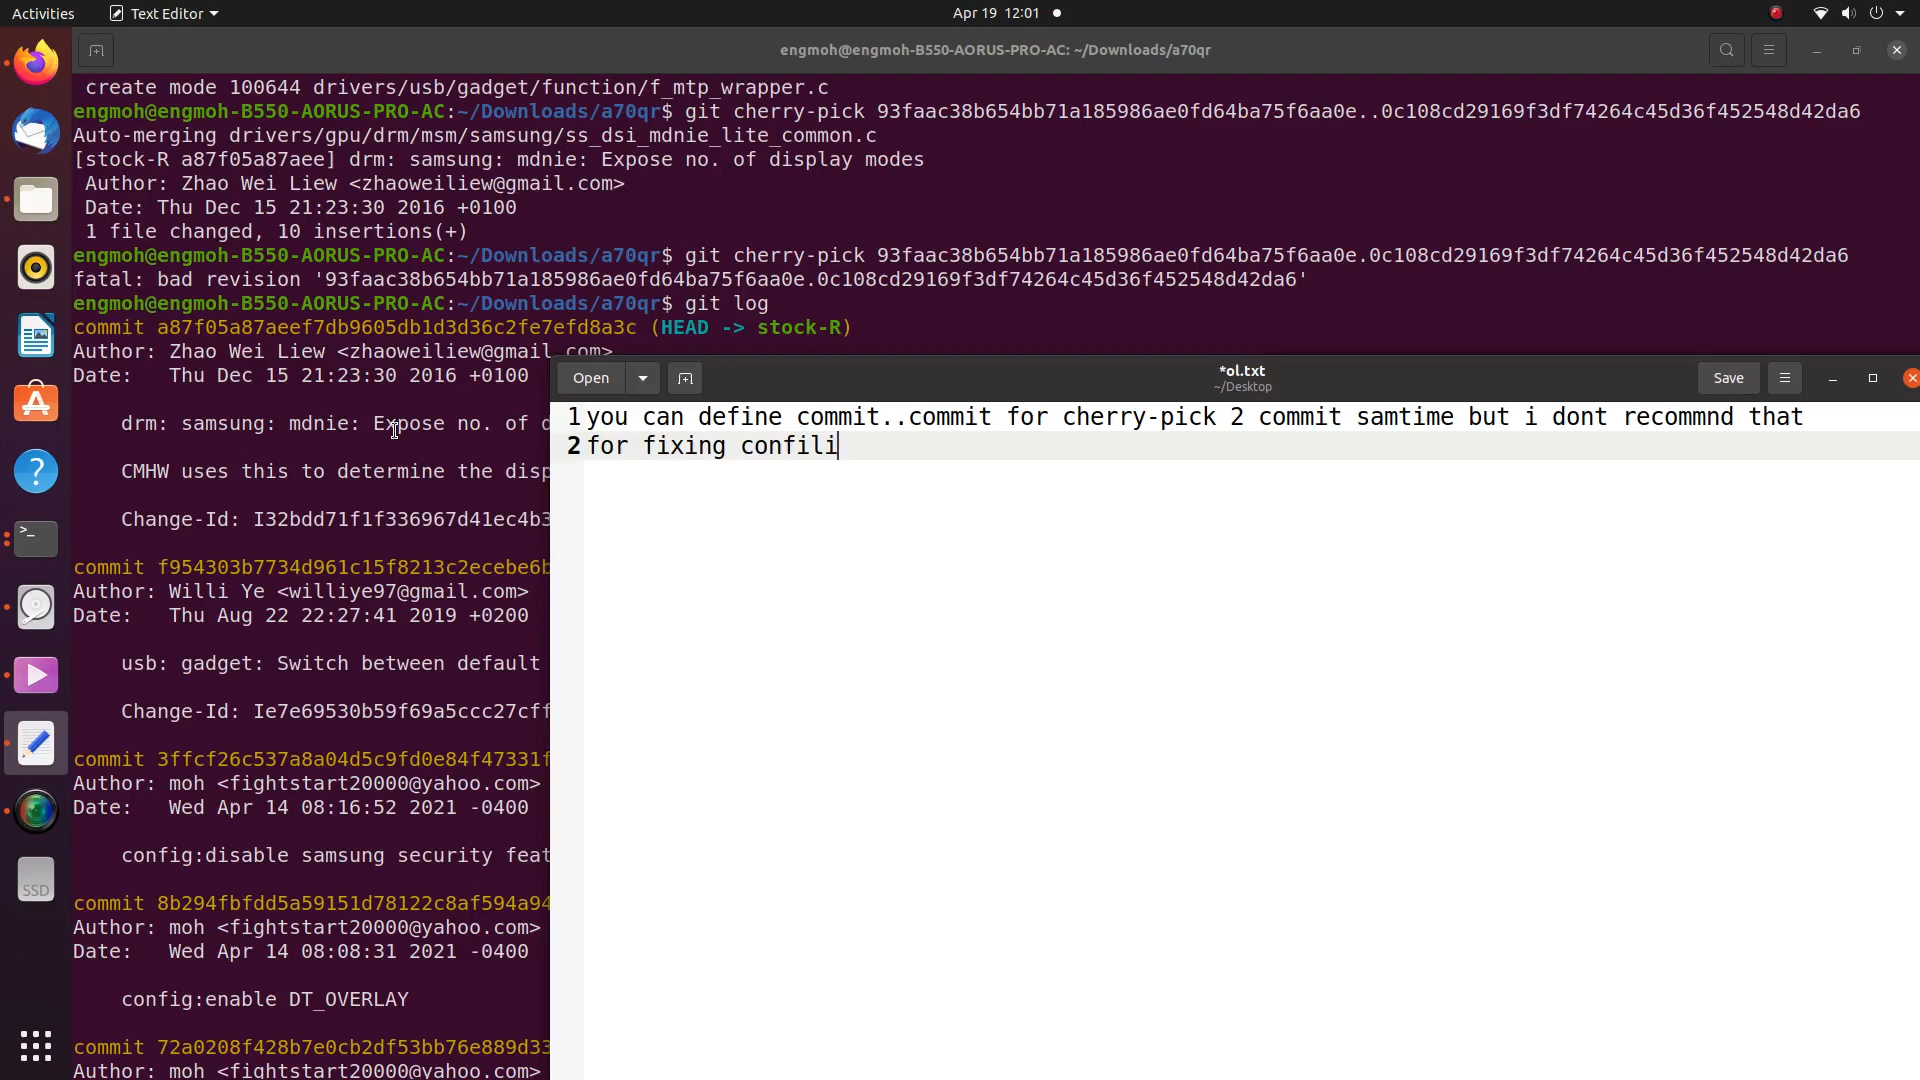 Activities
Text Editor
Apr 19 12:01
engmoh@engmoh-B550-AORUS-PRO-AC: ~/Downloads/a70qr
create mode 100644 drivers/usb/gadget/function/f_mtp_wrapper.c
engmoh@engmoh-B550-AORUS-PRO-AC:~/Downloads/a70qr$ git cherry-pick 93faac38b654bb71a185986ae0fd64ba75f6aa0e..0c108cd29169f3df74264c45d36f452548d42da6
Auto-merging drivers/gpu/drm/msm/samsung/ss_dsi_mdnie_lite_common.c
[stock-R a87f05a87aee] drm: samsung: mdnie: Expose no. of display modes
Author: Zhao Wei Liew <zhaoweiliew@gmail.com>
Date: Thu Dec 15 21:23:30 2016 +0100
1 file changed, 10 insertions(+)
engmoh@engmoh-B550-AORUS-PRO-AC:~/Downloads/a70qr$ git cherry-pick 93faac38b654bb71a185986ae0fd64ba75f6aa0e.0c108cd29169f3df74264c45d36f452548d42da6
fatal: bad revision '93faac38b654bb71a185986ae0fd64ba75f6aa0e.0c108cd29169f3df74264c45d36f452548d42da6'
engmoh@engmoh-B550-AORUS-PRO-AC:~/Downloads/a70qr$ git log
commit a87f05a87aeef7db9605db1d3d36c2fe7efd8a3c (HEAD -> stock-R)
Author: Zhao Wei Liew <zhaoweiliew@gmail.com>
Date:   Thu Dec 15 21:23:30 2016 +0100
drm: samsung: mdnie: Expose no. of d
CMHW uses this to determine the disp
Change-Id: I32bdd71f1f336967d41ec4b3
commit f954303b7734d961c15f8213c2ecebe6b
Author: Willi Ye <williye97@gmail.com>
Date:   Thu Aug 22 22:27:41 2019 +0200
usb: gadget: Switch between default
Change-Id: Ie7e69530b59f69a5ccc27cff
commit 3ffcf26c537a8a04d5c9fd0e84f47331f
Author: moh <fightstart20000@yahoo.com>
Date:   Wed Apr 14 08:16:52 2021 -0400
config:disable samsung security feat
commit 8b294fbfdd5a59151d78122c8af594a94
Author: moh <fightstart20000@yahoo.com>
Date:   Wed Apr 14 08:08:31 2021 -0400
config:enable DT_OVERLAY
commit 72a0208f428b7e0cb2df53bb76e889d33
Author: moh <fightstart20000@yahoo.com>
Open
*ol.txt
~/Desktop
Save
1 you can define commit..commit for cherry-pick 2 commit samtime but i dont recommnd that
2 for fixing confili
SSD